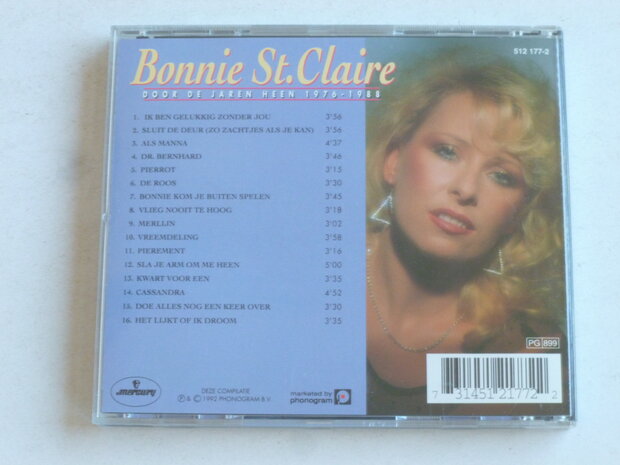 512 177-2
Bonnie St. Claire
DOOR DE JAREN HEEN 1976-1988
1. IK BEN GELUKKIG ZONDER JOU 3'56
2. SLUIT DE DEUR (ZO ZACHTJES ALS JE KAN) 3'56
3. ALS MANNA 4'37
4. DR. BERNHARD 3'46
5. PIERROT 3'15
6. DE ROOS 3'30
7. BONNIE KOM JE BUITEN SPELEN 3'45
8. VLIEG NOOIT TE HOOG 3'18
9. MERLLIN 3'02
10. VREEMDELING 3'58
11. PIEREMENT 3'16
12. SLA JE ARM OM ME HEEN 5'00
13. KWART VOOR EEN 3'35
14. CASSANDRA 4'52
15. DOE ALLES NOG EEN KEER OVER 3'30
16. HET LIJKT OF IK DROOM 3'35
PG 899
mercury
DEZE COMPILATIE
℗ & © 1992 PHONOGRAM B.V.
marketed by
phonogram
7 31451 21772 2